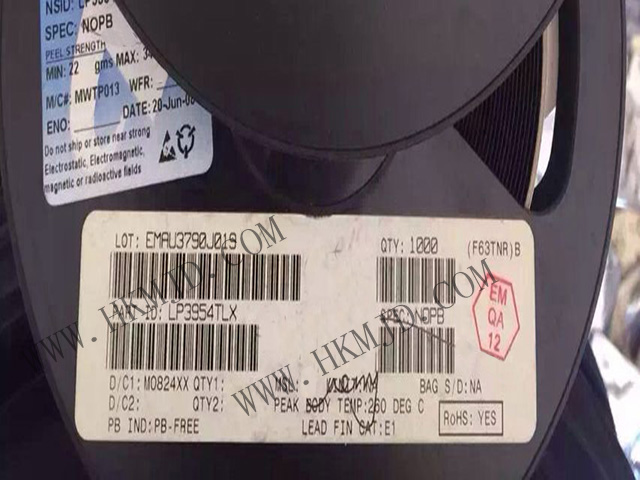 SPEC: NOPB
PEEL STRENGTH
MIN: 22 gms MAX:
M/C#: MWTP013 WFR:
ENO: DATE: 20-Jun-08
Do not ship or store near strong
Electrostatic, Electromagnetic,
magnetic or radioactive fields
LOT: EMAU3790J019 QTY: 1000 (F63TNR)B
ID: LP3954TLX SPEC: NOPB
EM
QA
12
D/C1: M0824XX QTY1: MSL: BAG S/D:NA
D/C2: QTY2: PEAK BODY TEMP:260 DEG C
PB IND:PB-FREE LEAD FIN CAT:E1 RoHS: YES
WWW.HKMJD.COM
WWW.HKMJD.COM